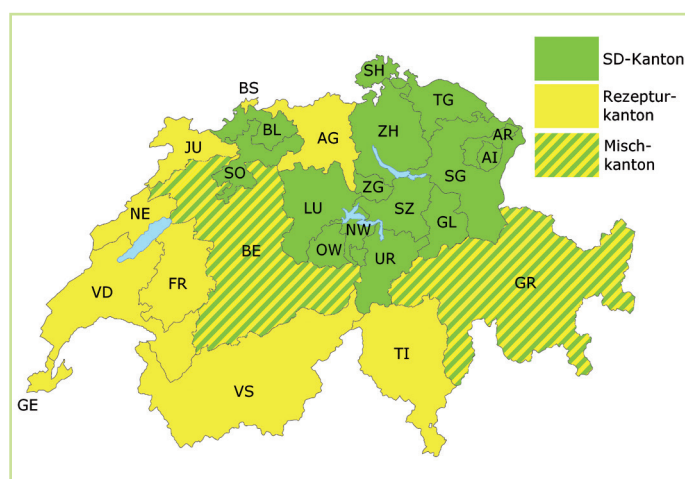 SH
SD-Kanton
BS
TG
Rezeptur-
kanton
BL
AG
ZH
AR
JU
AI
Misch-
kanton
SO
ZG
SG
NE
LU
SZ
NW
GL
BE
OW
UR
FR
GR
VD
TI
VS
GE